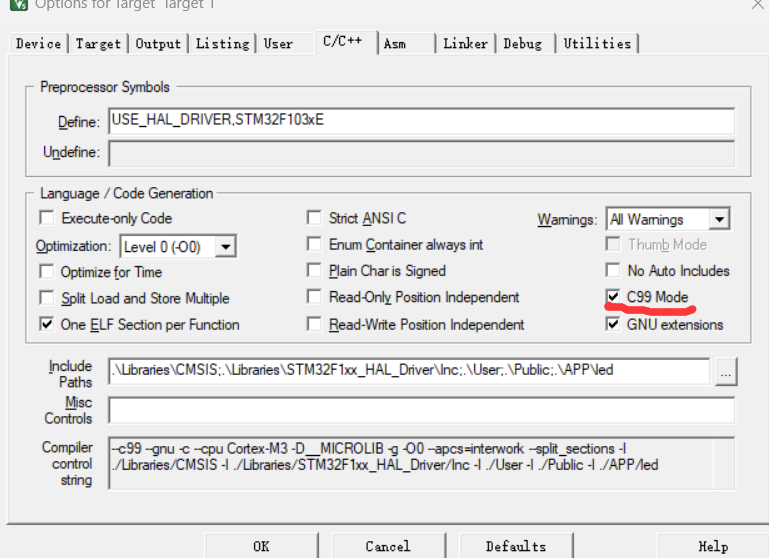 Options for Target 'Target 1'
Device Target Output Listing User C/C++ Asm Linker Debug Utilities
Preprocessor Symbols
Define: USE_HAL_DRIVER,STM32F103xE
Undefine:
Language / Code Generation
Execute-only Code Strict ANSI C Warnings: All Warnings
Optimization: Level 0 (-O0) Enum Container always int Thumb Mode
Optimize for Time Plain Char is Signed No Auto Includes
Split Load and Store Multiple Read-Only Position Independent C99 Mode
One ELF Section per Function Read-Write Position Independent GNU extensions
Include Paths .\Libraries\CMSIS;.\Libraries\STM32F1xx_HAL_Driver\Inc;.\User;.\Public;.\APP\led ...
Misc Controls
Compiler control string --c99 --gnu -c --cpu Cortex-M3 -D__MICROLIB -g -O0 --apcs=interwork --split_sections -I
./Libraries/CMSIS -I ./Libraries/STM32F1xx_HAL_Driver/Inc -I ./User -I ./Public -I ./APP/led
OK Cancel Defaults Help